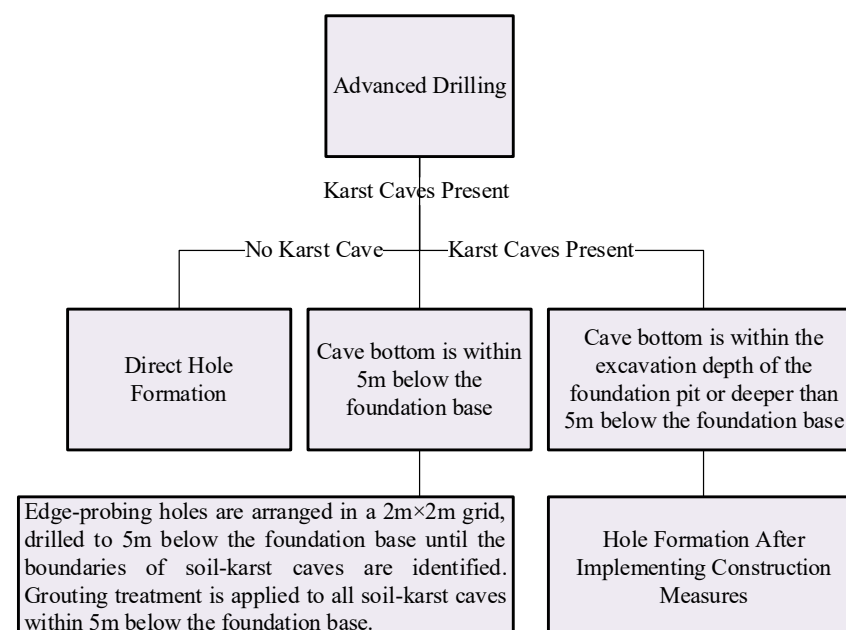 Advanced Drilling
Karst Caves Present
No Karst Cave
Karst Caves Present
Direct Hole
Formation
Cave bottom is within
5m below the
foundation base
Cave bottom is within the
excavation depth of the
foundation pit or deeper than
5m below the foundation base
Edge-probing holes are arranged in a 2m×2m grid,
drilled to 5m below the foundation base until the
boundaries of soil-karst caves are identified.
Grouting treatment is applied to all soil-karst caves
within 5m below the foundation base.
Hole Formation After
Implementing Construction
Measures